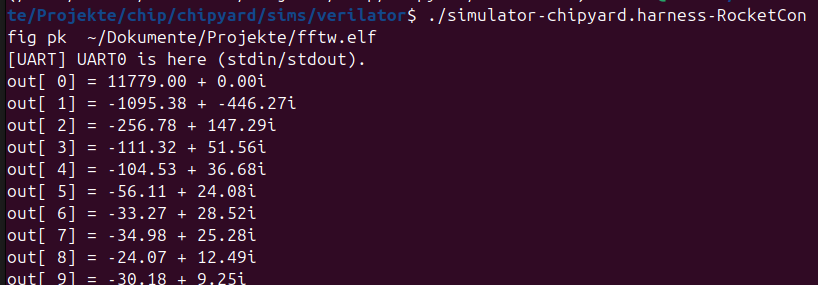 te/Projekte/chip/chipyard/sims/verilator$ ./simulator-chipyard.harness-RocketCon
fig pk  ~/Dokumente/Projekte/fftw.elf
[UART] UART0 is here (stdin/stdout).
out[ 0] = 11779.00 + 0.00i
out[ 1] = -1095.38 + -446.27i
out[ 2] = -256.78 + 147.29i
out[ 3] = -111.32 + 51.56i
out[ 4] = -104.53 + 36.68i
out[ 5] = -56.11 + 24.08i
out[ 6] = -33.27 + 28.52i
out[ 7] = -34.98 + 25.28i
out[ 8] = -24.07 + 12.49i
out[ 9] = -30.18 + 9.25i